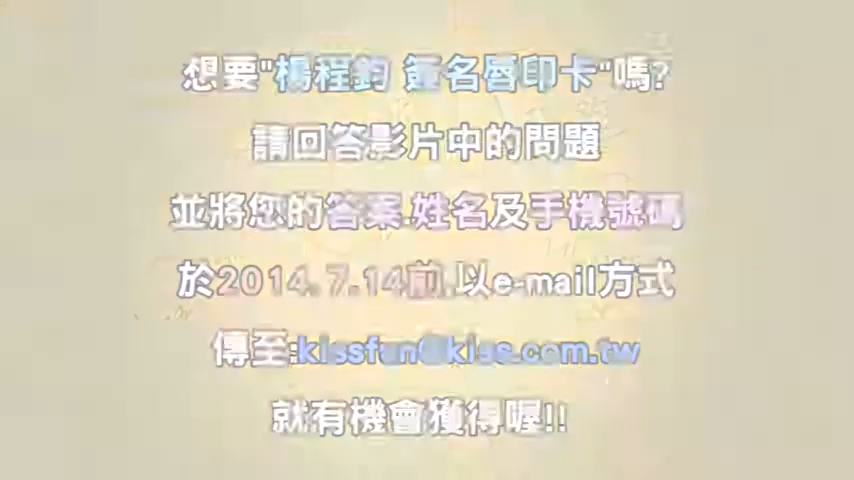 想要"楊程鈞 簽名唇印卡"嗎?
請回答影片中的問題
並將您的答案.姓名及手機號碼
於2014.7.14前,以e-mail方式
傳至:kissfan@kiss.com.tw
就有機會獲得喔!!